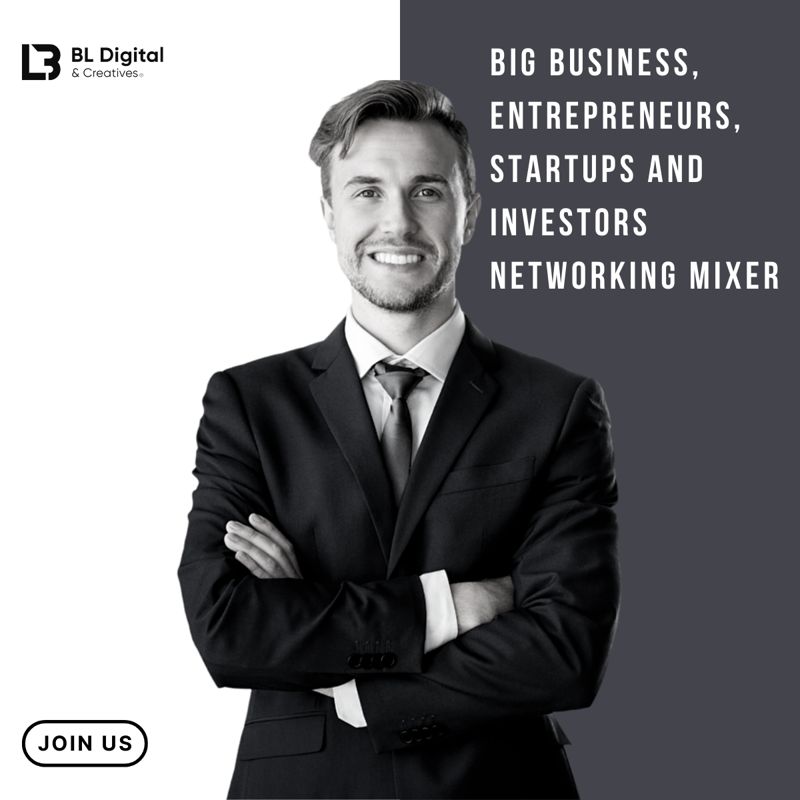 BL Digital
& Creatives®
BIG BUSINESS,
ENTREPRENEURS,
STARTUPS AND
INVESTORS
NETWORKING MIXER
JOIN US